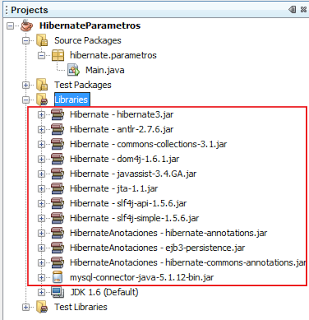 Projects
HibernateParametros
Source Packages
hibernate.parametros
Main.java
Test Packages
Libraries
Hibernate - hibernate3.jar
Hibernate - antlr-2.7.6.jar
Hibernate - commons-collections-3.1.jar
Hibernate - dom4j-1.6.1.jar
Hibernate - javassist-3.4.GA.jar
Hibernate - jta-1.1.jar
Hibernate - slf4j-api-1.5.6.jar
Hibernate - slf4j-simple-1.5.6.jar
HibernateAnotaciones - hibernate-annotations.jar
HibernateAnotaciones - ejb3-persistence.jar
HibernateAnotaciones - hibernate-commons-annotations.jar
mysql-connector-java-5.1.12-bin.jar
JDK 1.6 (Default)
Test Libraries